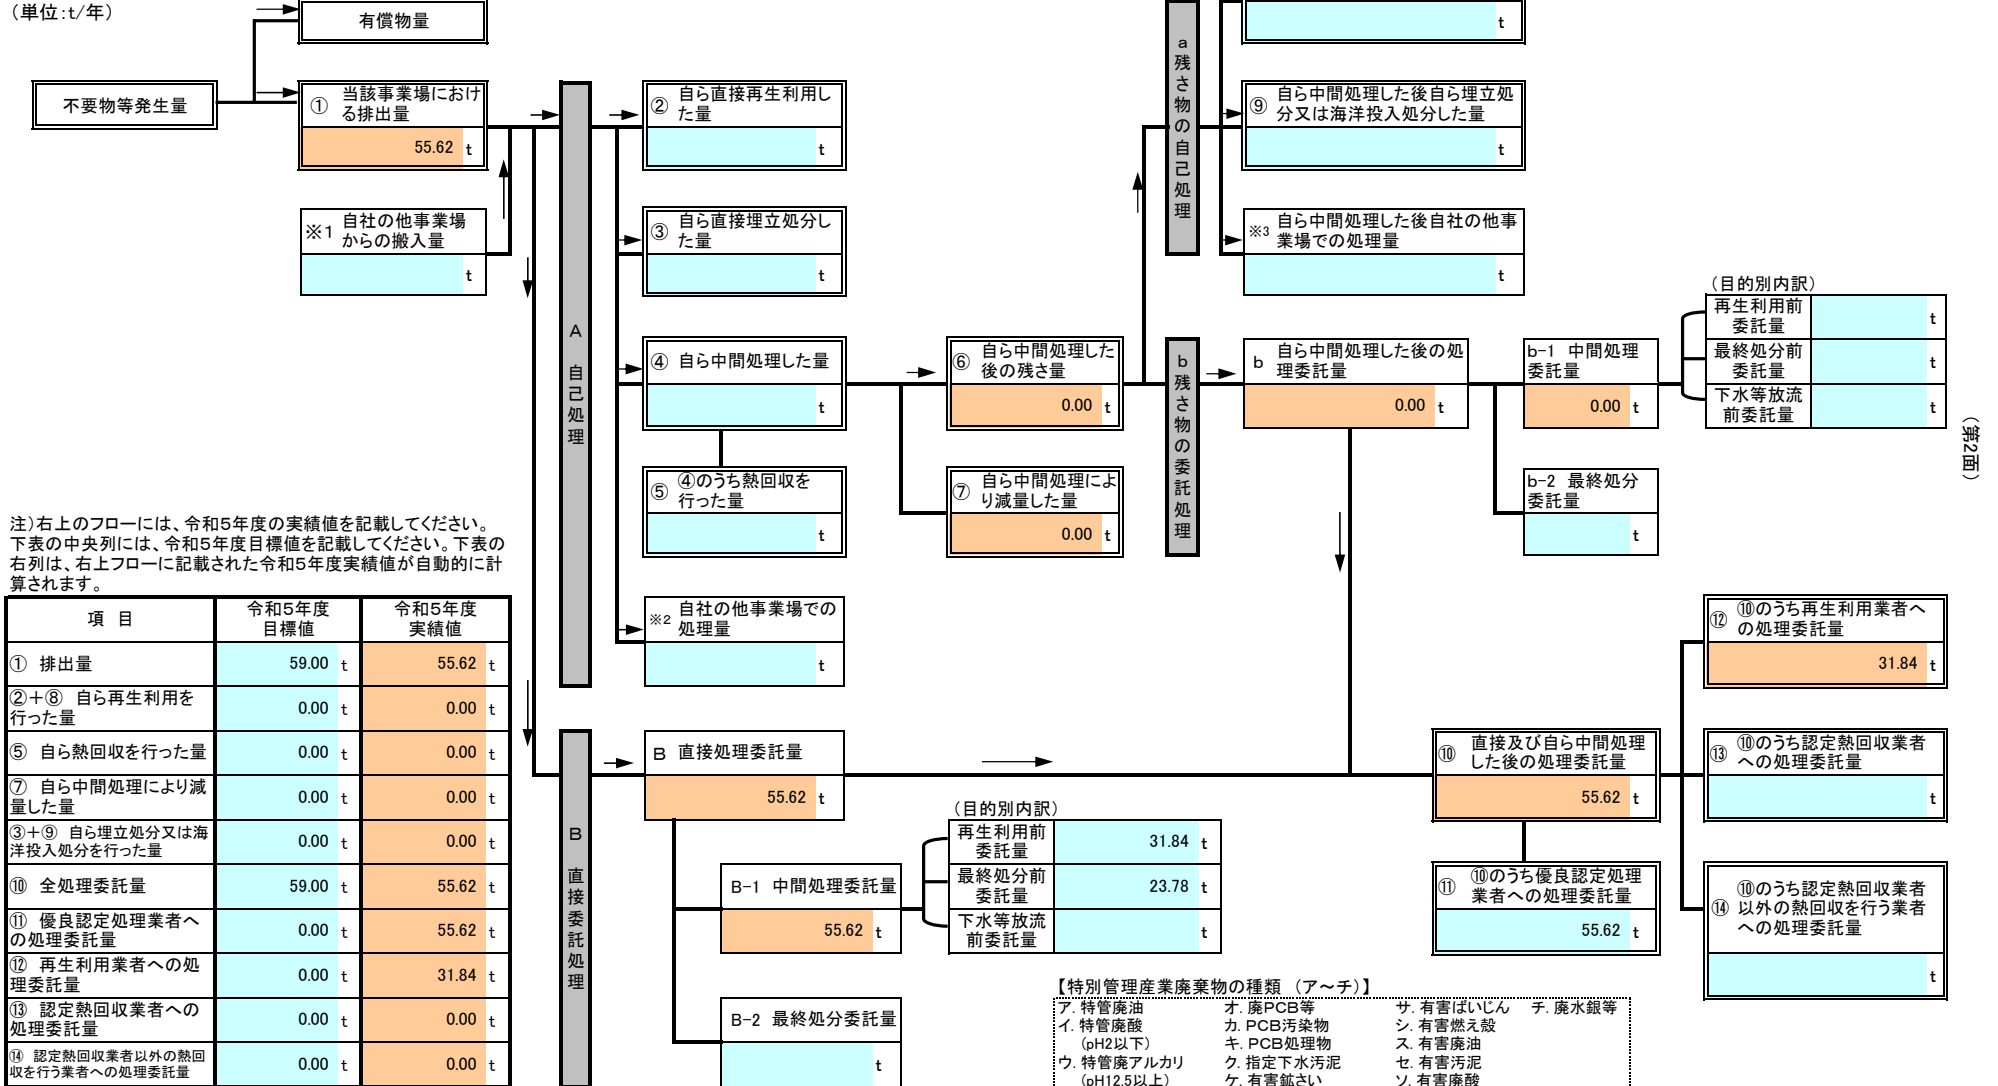 （単位:t/年）
有償物量
不要物等発生量
① 当該事業場における排出量
55.62 t
※1 自社の他事業場からの搬入量
t
A 自己処理
② 自ら直接再生利用した量
t
③ 自ら直接埋立処分した量
t
④ 自ら中間処理した量
t
⑤ ④のうち熱回収を行った量
t
※2 自社の他事業場での処理量
t
⑥ 自ら中間処理した後の残さ量
0.00 t
⑦ 自ら中間処理により減量した量
0.00 t
a残さ物の自己処理
t
⑨ 自ら中間処理した後自ら埋立処分又は海洋投入処分した量
t
※3 自ら中間処理した後自社の他事業場での処理量
t
b残さ物の委託処理
b 自ら中間処理した後の処理委託量
0.00 t
b-1 中間処理委託量
0.00 t
b-2 最終処分委託量
t
（目的別内訳）
再生利用前委託量 t
最終処分前委託量 t
下水等放流前委託量 t
（第2面）
注）右上のフローには、令和5年度の実績値を記載してください。
下表の中央列には、令和5年度目標値を記載してください。下表の
右列は、右上フローに記載された令和5年度実績値が自動的に計
算されます。
項 目 令和5年度目標値 令和5年度実績値
① 排出量 59.00 t 55.62 t
②＋⑧ 自ら再生利用を行った量 0.00 t 0.00 t
⑤ 自ら熱回収を行った量 0.00 t 0.00 t
⑦ 自ら中間処理により減量した量 0.00 t 0.00 t
③＋⑨ 自ら埋立処分又は海洋投入処分を行った量 0.00 t 0.00 t
⑩ 全処理委託量 59.00 t 55.62 t
⑪ 優良認定処理業者への処理委託量 0.00 t 55.62 t
⑫ 再生利用業者への処理委託量 0.00 t 31.84 t
⑬ 認定熱回収業者への処理委託量 0.00 t 0.00 t
⑭ 認定熱回収業者以外の熱回収を行う業者への処理委託量 0.00 t 0.00 t
B 直接委託処理
B 直接処理委託量
55.62 t
B-1 中間処理委託量
55.62 t
B-2 最終処分委託量
t
（目的別内訳）
再生利用前委託量 31.84 t
最終処分前委託量 23.78 t
下水等放流前委託量 t
⑩ 直接及び自ら中間処理した後の処理委託量
55.62 t
⑪ ⑩のうち優良認定処理業者への処理委託量
55.62 t
⑫ ⑩のうち再生利用業者への処理委託量
31.84 t
⑬ ⑩のうち認定熱回収業者への処理委託量
t
⑭ ⑩のうち認定熱回収業者以外の熱回収を行う業者への処理委託量
t
【特別管理産業廃棄物の種類 （ア～チ）】
ア. 特管廃油 オ. 廃PCB等 サ. 有害ばいじん チ. 廃水銀等
イ. 特管廃酸 カ. PCB汚染物 シ. 有害燃え殻
（pH2以下） キ. PCB処理物 ス. 有害廃油
ウ. 特管廃アルカリ ク. 指定下水汚泥 セ. 有害汚泥
（pH12.5以上） ケ. 有害鉱さい ソ. 有害廃酸